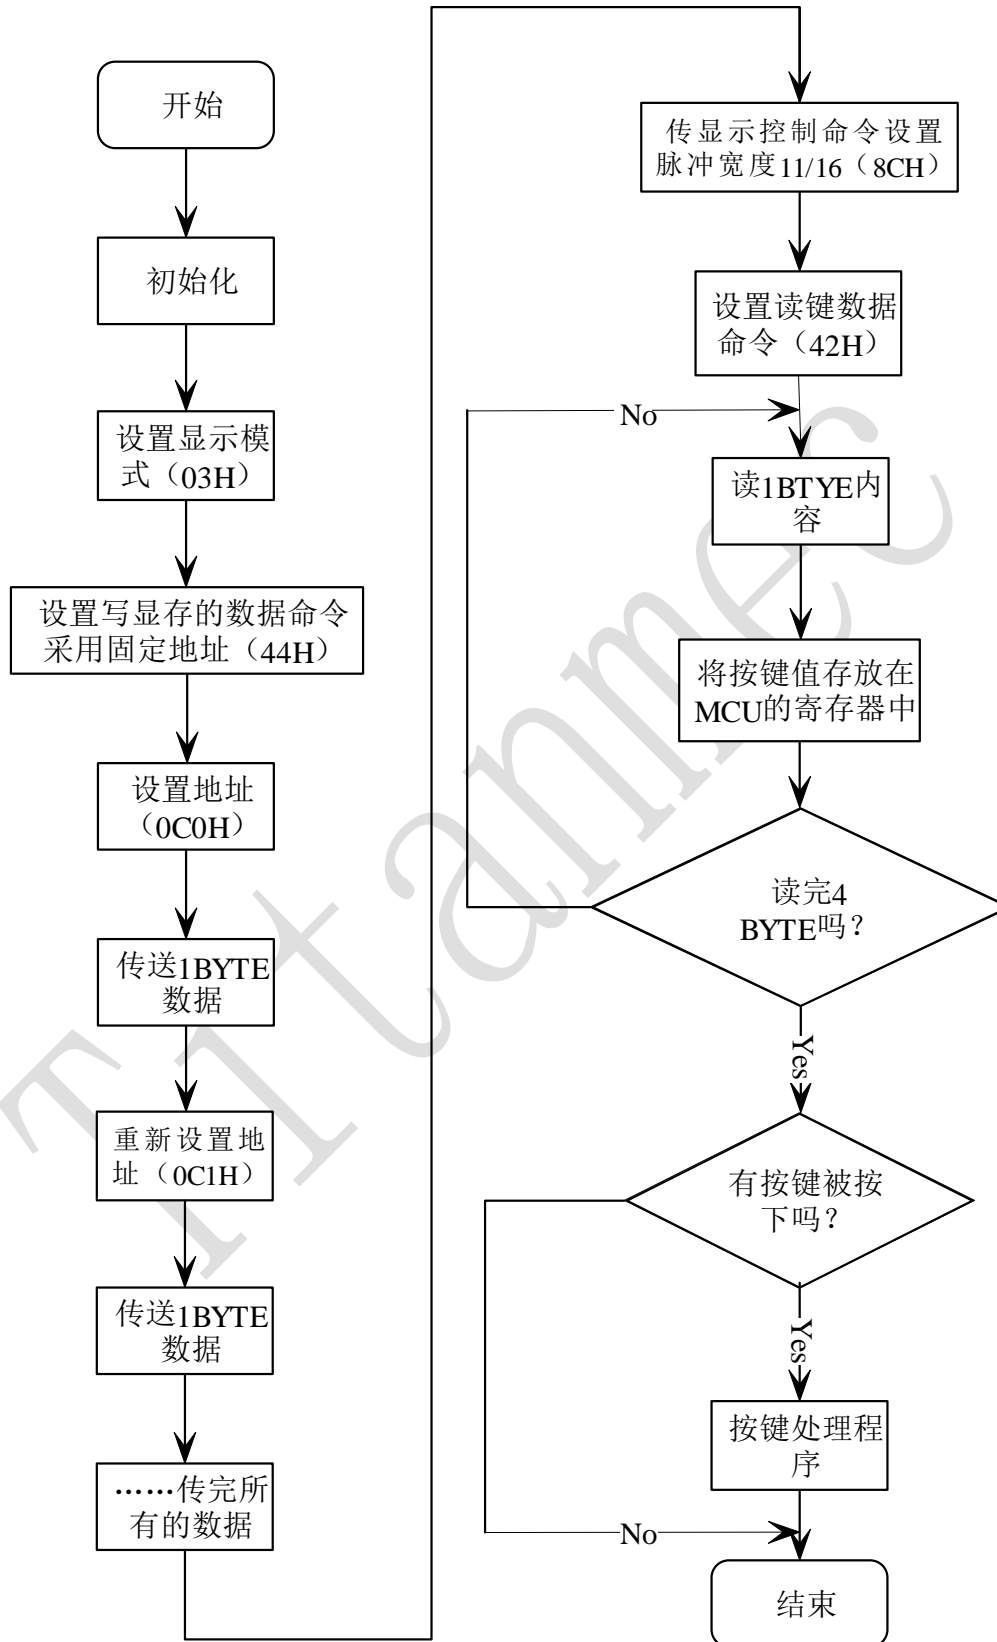 开始
初始化
设置显示模
式（03H）
设置写显存的数据命令
采用固定地址（44H）
设置地址
（0C0H）
传送1BYTE
数据
重新设置地
址（0C1H）
传送1BYTE
数据
……传完所
有的数据
传显示控制命令设置
脉冲宽度11/16（8CH）
设置读键数据
命令（42H）
No
读1BTYE内
容
将按键值存放在
MCU的寄存器中
读完4
BYTE吗？
Yes
有按键被按
下吗？
Yes
按键处理程
序
No
结束
Titanmec